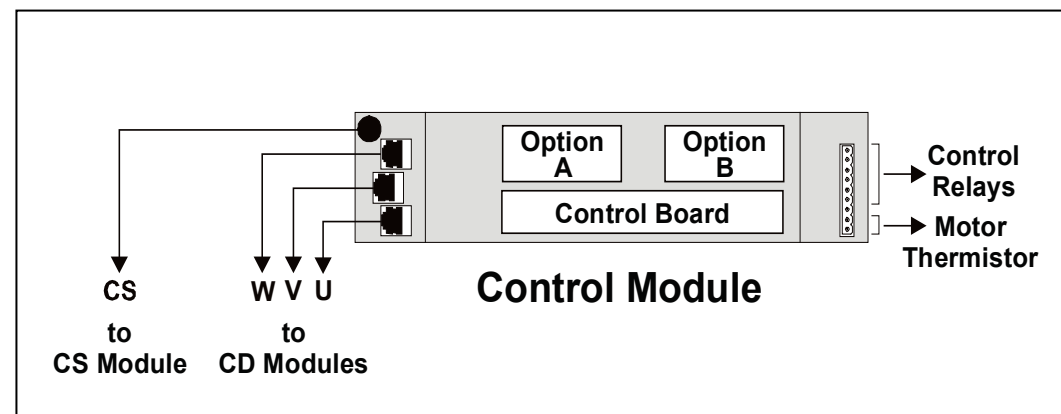 Option
A
Option
B
Control Board
Control
Relays
Motor
Thermistor
Control Module
CS
to
CS Module
W V U
to
CD Modules